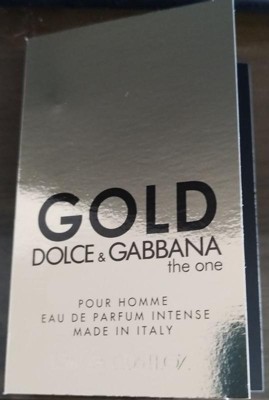 GOLD
DOLCE & GABBANA
the one
POUR HOMME
EAU DE PARFUM INTENSE
MADE IN ITALY